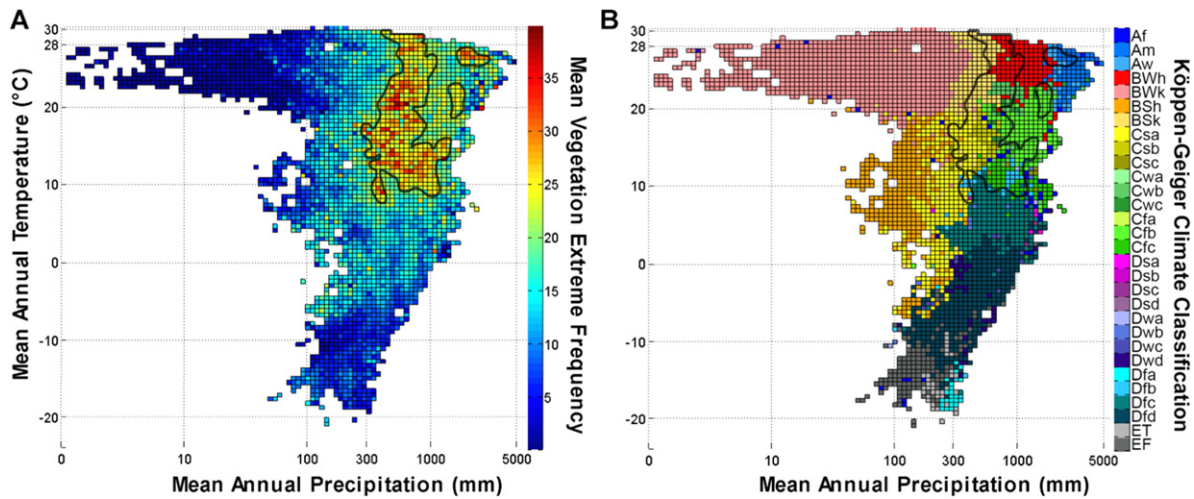 A
30
28
20
10
0
-10
-20
0
10
100
300
1000
5000
Mean Annual Temperature (°C)
Mean Annual Precipitation (mm)
35
30
25
20
15
10
5
Mean Vegetation Extreme Frequency
B
30
28
20
10
0
-10
-20
0
10
100
300
1000
5000
Mean Annual Precipitation (mm)
Af
Am
Aw
BWh
BWk
BSh
BSk
Csa
Csb
Csc
Cwa
Cwb
Cwc
Cfa
Cfb
Cfc
Dsa
Dsb
Dsc
Dsd
Dwa
Dwb
Dwc
Dwd
Dfa
Dfb
Dfc
Dfd
ET
EF
Köppen-Geiger Climate Classification